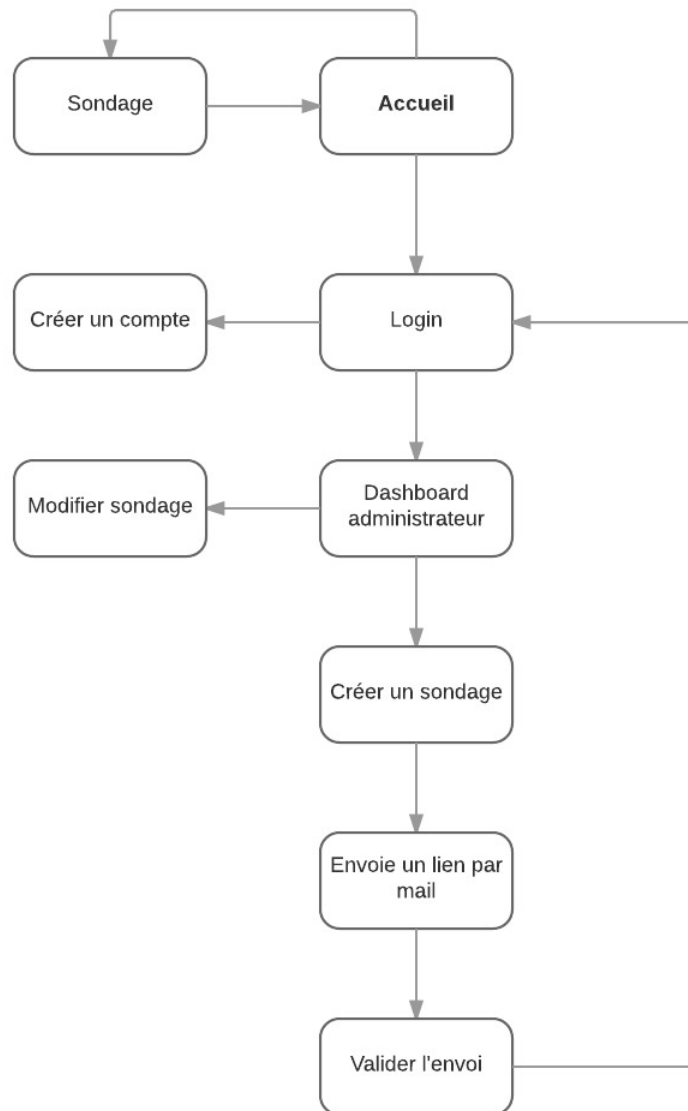 Sondage
Accueil
Créer un compte
Login
Modifier sondage
Dashboard
administrateur
Créer un sondage
Envoie un lien par
mail
Valider l'envoi